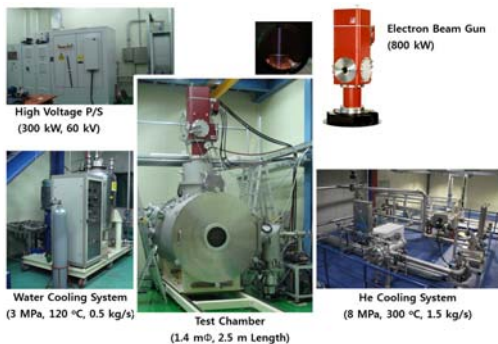 Electron Beam Gun
(800 kW)
High Voltage P/S
(300 kW, 60 kV)
Water Cooling System
(3 MPa, 120 ºC, 0.5 kg/s)
He Cooling System
(8 MPa, 300 ºC, 1.5 kg/s)
Test Chamber
(1.4 mΦ, 2.5 m Length)